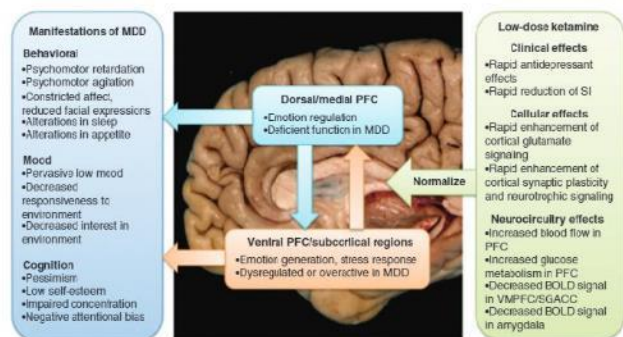 Manifestations of MDD
Behavioral
•Psychomotor retardation
•Psychomotor agitation
•Constricted affect,
reduced facial expressions
•Alterations in sleep
•Alterations in appetite
Mood
•Pervasive low mood
•Decreased
responsiveness to
environment
•Decreased interest in
environment
Cognition
•Pessimism
•Low self-esteem
•Impaired concentration
•Negative attentional bias
Dorsal/medial PFC
•Emotion regulation
•Deficient function in MDD
Ventral PFC/subcortical regions
•Emotion generation, stress response
•Dysregulated or overactive in MDD
Normalize
Low-dose ketamine
Clinical effects
•Rapid antidepressant
effects
•Rapid reduction of SI
Cellular effects
•Rapid enhancement of
cortical glutamate
signaling
•Rapid enhancement of
cortical synaptic plasticity
and neurotrophic signaling
Neurocircuitry effects
•Increased blood flow in
PFC
•Increased glucose
metabolism in PFC
•Decreased BOLD signal
in VMPFC/SGACC
•Decreased BOLD signal
in amygdala